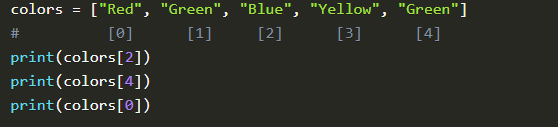 colors = ["Red", "Green", "Blue", "Yellow", "Green"]
#          [0]      [1]     [2]      [3]       [4]
print(colors[2])
print(colors[4])
print(colors[0])